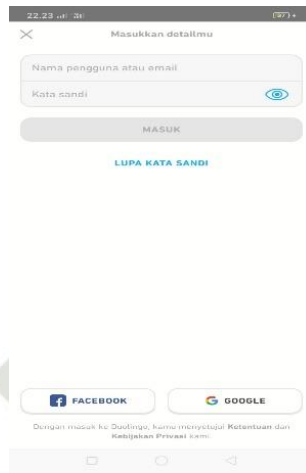 22.23
Masukkan detailmu
Nama pengguna atau email
Kata sandi
MASUK
LUPA KATA SANDI
FACEBOOK
GOOGLE
Dengan masuk ke Duolingo, kamu menyetujui Ketentuan dan
Kebijakan Privasi kami.